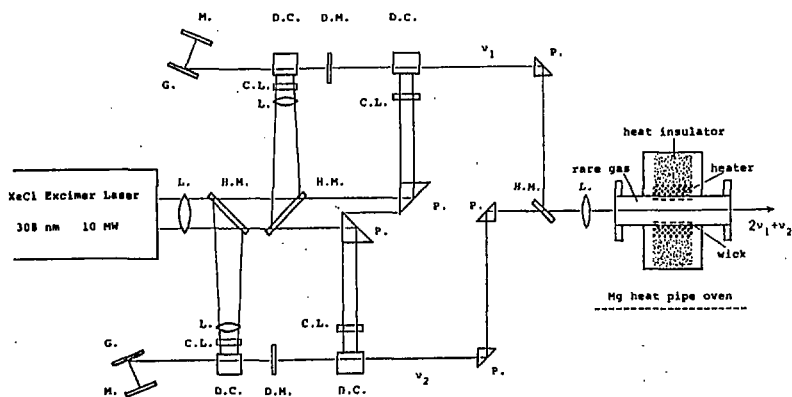 M.
D.C.
D.M.
D.C.
ν1
P.
G.
C.L.
L.
C.L.
heat insulator
rare gas
heater
XeCl Excimer Laser
308 nm 10 MW
L.
H.M.
H.M.
P.
P.
P.
H.M.
L.
2ν1+ν2
wick
Mg heat pipe oven
L.
C.L.
C.L.
G.
M.
D.C.
D.M.
D.C.
ν2
P.